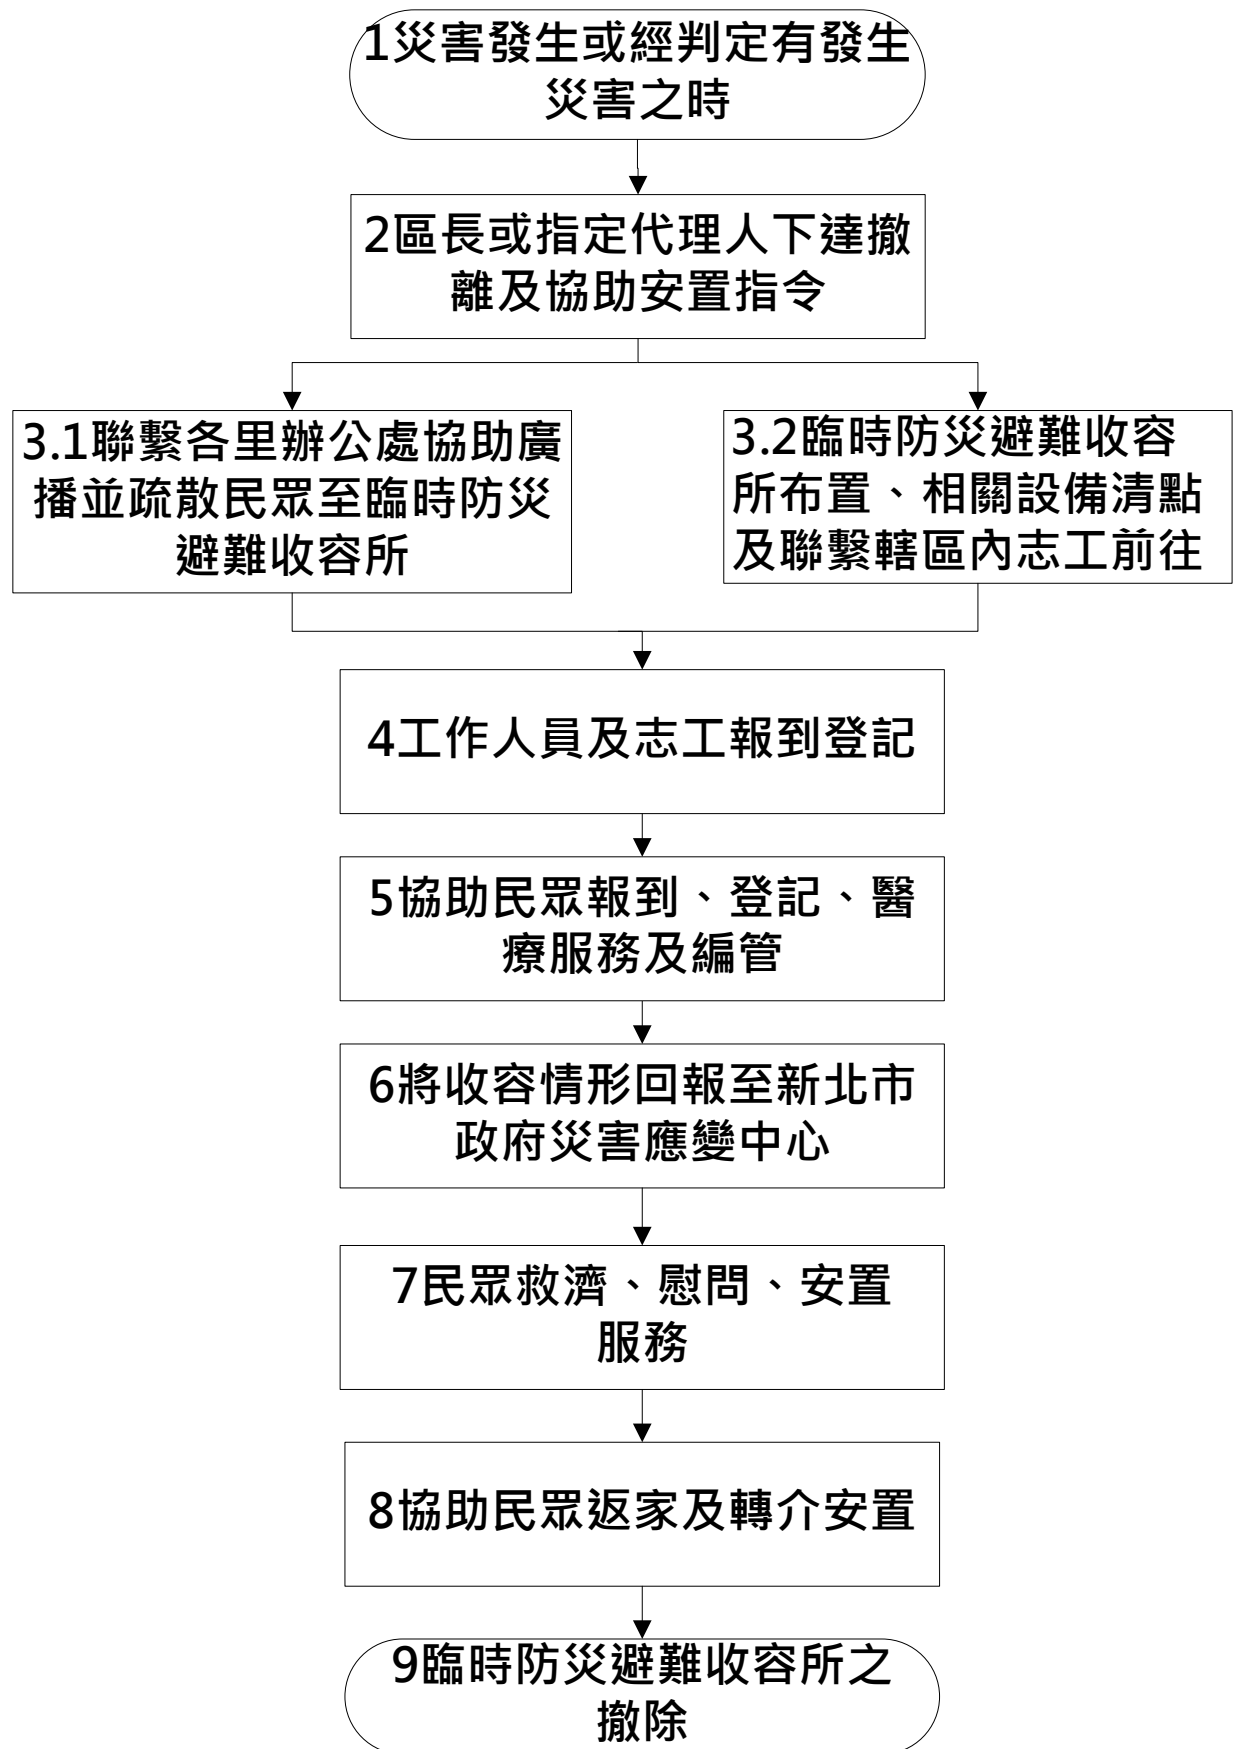 1災害發生或經判定有發生
災害之時
2區長或指定代理人下達撤
離及協助安置指令
3.1聯繫各里辦公處協助廣
播並疏散民眾至臨時防災
避難收容所
3.2臨時防災避難收容
所布置、相關設備清點
及聯繫轄區內志工前往
4工作人員及志工報到登記
5協助民眾報到、登記、醫
療服務及編管
6將收容情形回報至新北市
政府災害應變中心
7民眾救濟、慰問、安置
服務
8協助民眾返家及轉介安置
9臨時防災避難收容所之
撤除